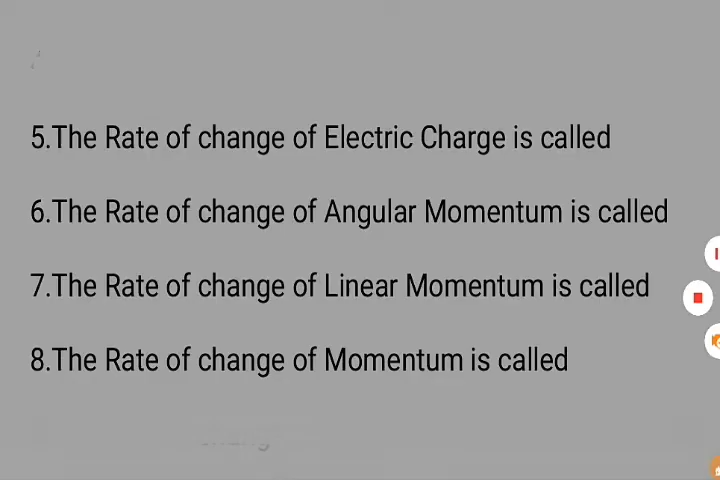 5.The Rate of change of Electric Charge is called
6.The Rate of change of Angular Momentum is called
7.The Rate of change of Linear Momentum is called
8.The Rate of change of Momentum is called